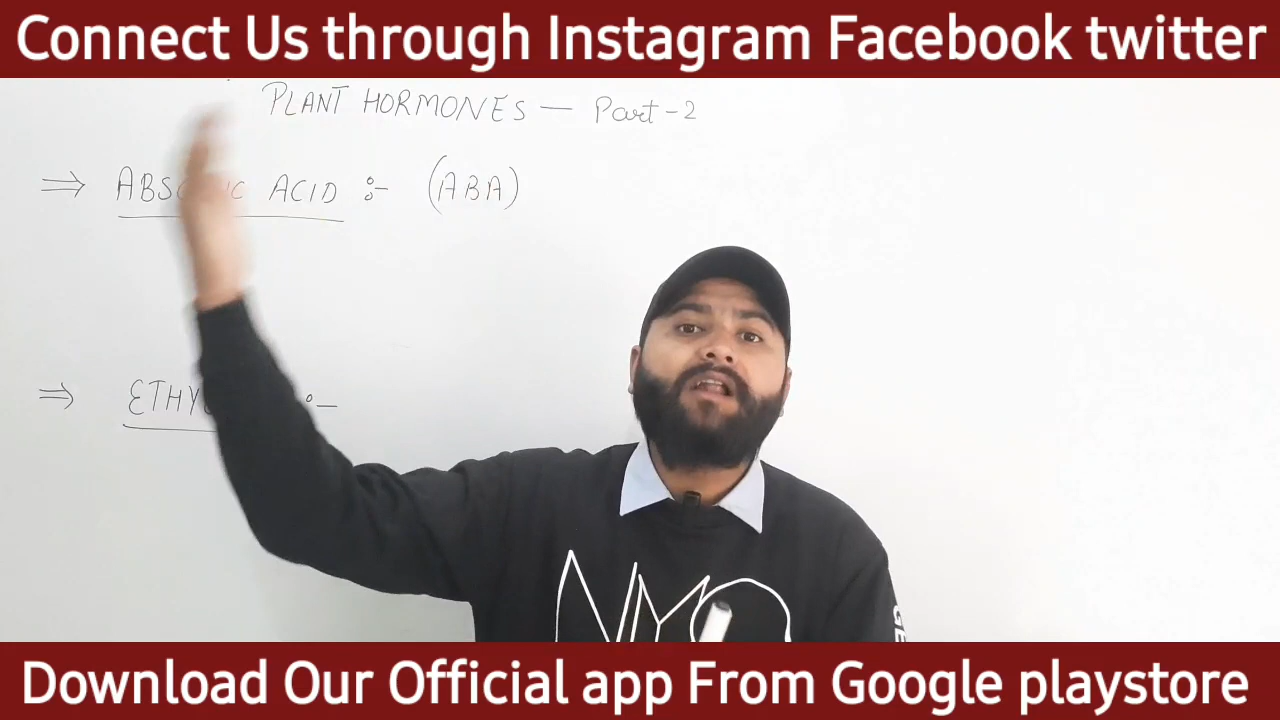 Connect Us through Instagram Facebook twitter
PLANT HORMONES — Part-2
⇒ ACID :- (ABA)
⇒ :-
Download Our Official app From Google playstore